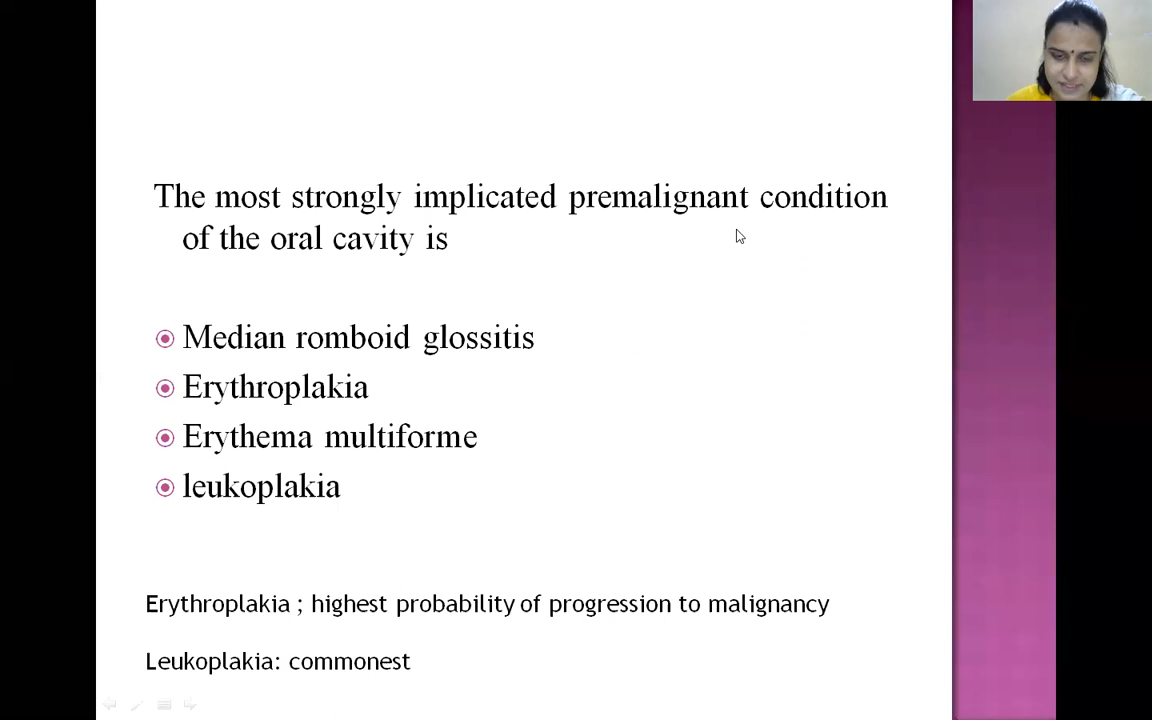 The most strongly implicated premalignant condition
of the oral cavity is
Median romboid glossitis
Erythroplakia
Erythema multiforme
leukoplakia
Erythroplakia ; highest probability of progression to malignancy
Leukoplakia: commonest